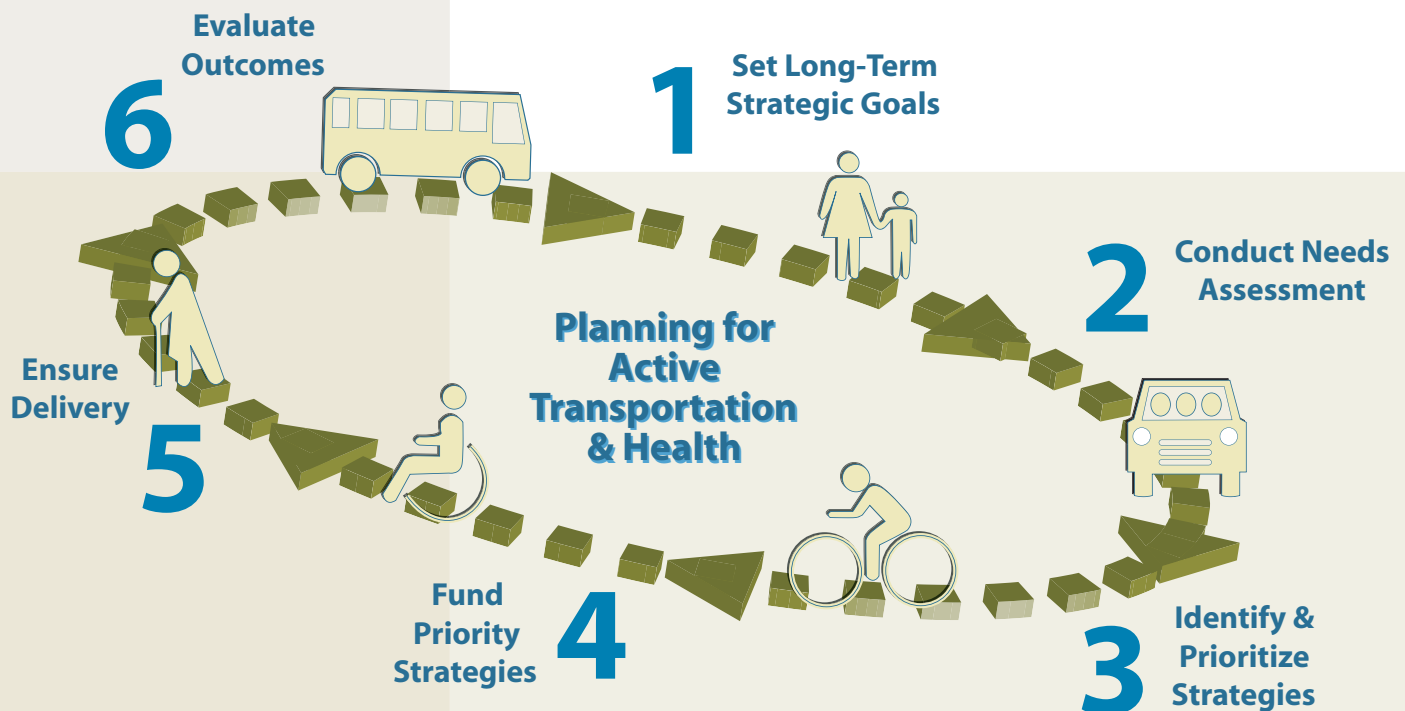 Planning for
Active
Transportation
& Health
1
Set Long-Term
Strategic Goals
2
Conduct Needs
Assessment
3
Identify &
Prioritize
Strategies
4
Fund
Priority
Strategies
5
Ensure
Delivery
6
Evaluate
Outcomes